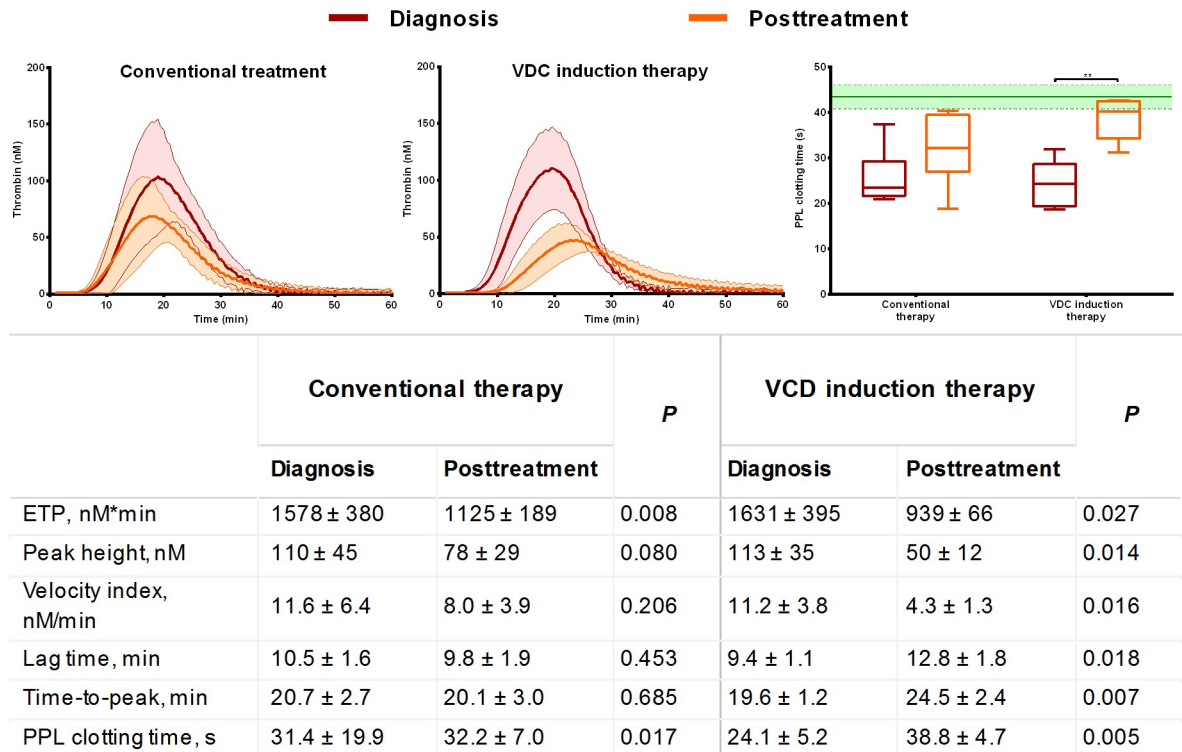 Diagnosis Posttreatment
Conventional treatment
200
150
100
50
0
Thrombin (nM)
0 10 20 30 40 50 60
Time (min)
VDC induction therapy
200
150
100
50
0
Thrombin (nM)
0 10 20 30 40 50 60
Time (min)
**
50
40
30
20
10
0
PPL clotting time (s)
Conventional
therapy
VDC induction
therapy
Conventional therapy P VCD induction therapy P
Diagnosis Posttreatment Diagnosis Posttreatment
ETP, nM*min 1578 ± 380 1125 ± 189 0.008 1631 ± 395 939 ± 66 0.027
Peak height, nM 110 ± 45 78 ± 29 0.080 113 ± 35 50 ± 12 0.014
Velocity index,
nM/min 11.6 ± 6.4 8.0 ± 3.9 0.206 11.2 ± 3.8 4.3 ± 1.3 0.016
Lag time, min 10.5 ± 1.6 9.8 ± 1.9 0.453 9.4 ± 1.1 12.8 ± 1.8 0.018
Time-to-peak, min 20.7 ± 2.7 20.1 ± 3.0 0.685 19.6 ± 1.2 24.5 ± 2.4 0.007
PPL clotting time, s 31.4 ± 19.9 32.2 ± 7.0 0.017 24.1 ± 5.2 38.8 ± 4.7 0.005